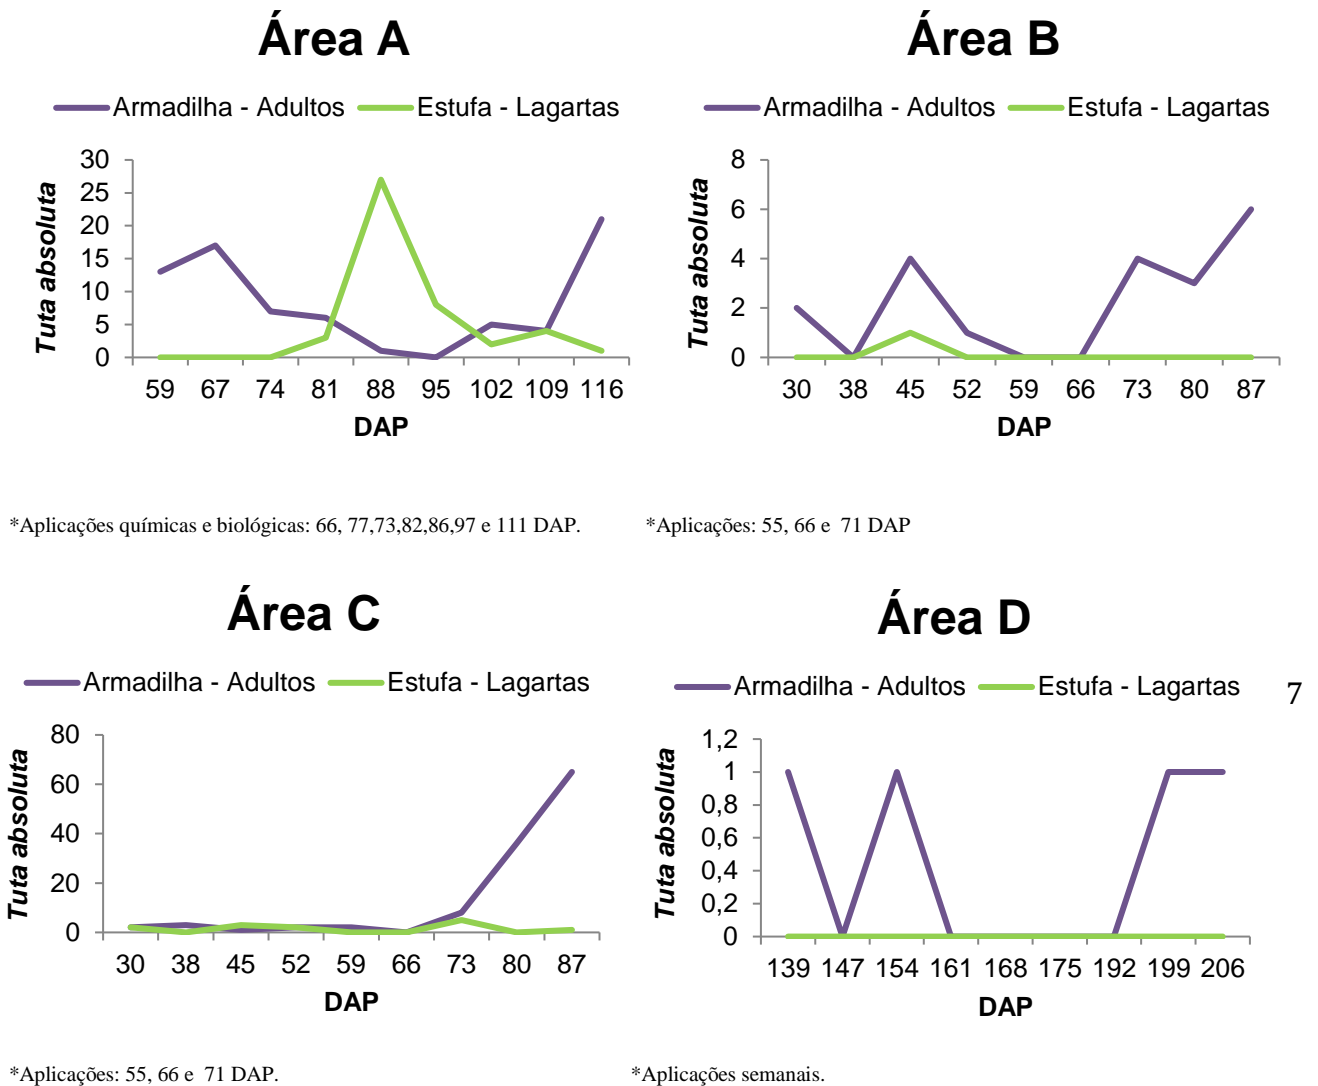 Área A
Armadilha - Adultos Estufa - Lagartas
Tuta absoluta
30
25
20
15
10
5
0
59 67 74 81 88 95 102 109 116
DAP
*Aplicações químicas e biológicas: 66, 77,73,82,86,97 e 111 DAP.
Área B
Armadilha - Adultos Estufa - Lagartas
Tuta absoluta
8
6
4
2
0
30 38 45 52 59 66 73 80 87
DAP
*Aplicações: 55, 66 e 71 DAP
Área C
Armadilha - Adultos Estufa - Lagartas
Tuta absoluta
80
60
40
20
0
30 38 45 52 59 66 73 80 87
DAP
*Aplicações: 55, 66 e 71 DAP.
Área D
Armadilha - Adultos Estufa - Lagartas
7
Tuta absoluta
1,2
1
0,8
0,6
0,4
0,2
0
139 147 154 161 168 175 192 199 206
DAP
*Aplicações semanais.